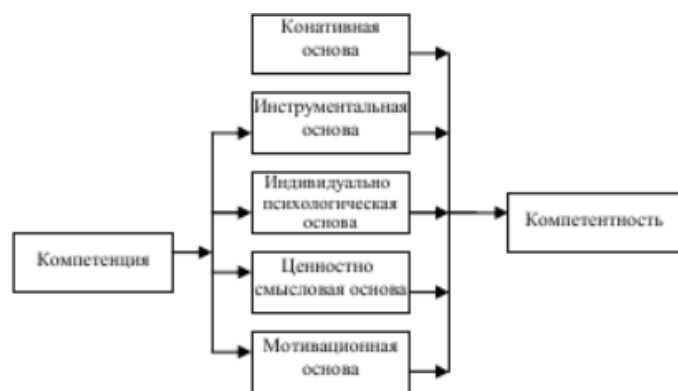 Конативная
основа
Инструментальная
основа
Индивидуально
психологическая
основа
Компетенция
Ценностно
смысловая основа
Мотивационная
основа
Компетентность